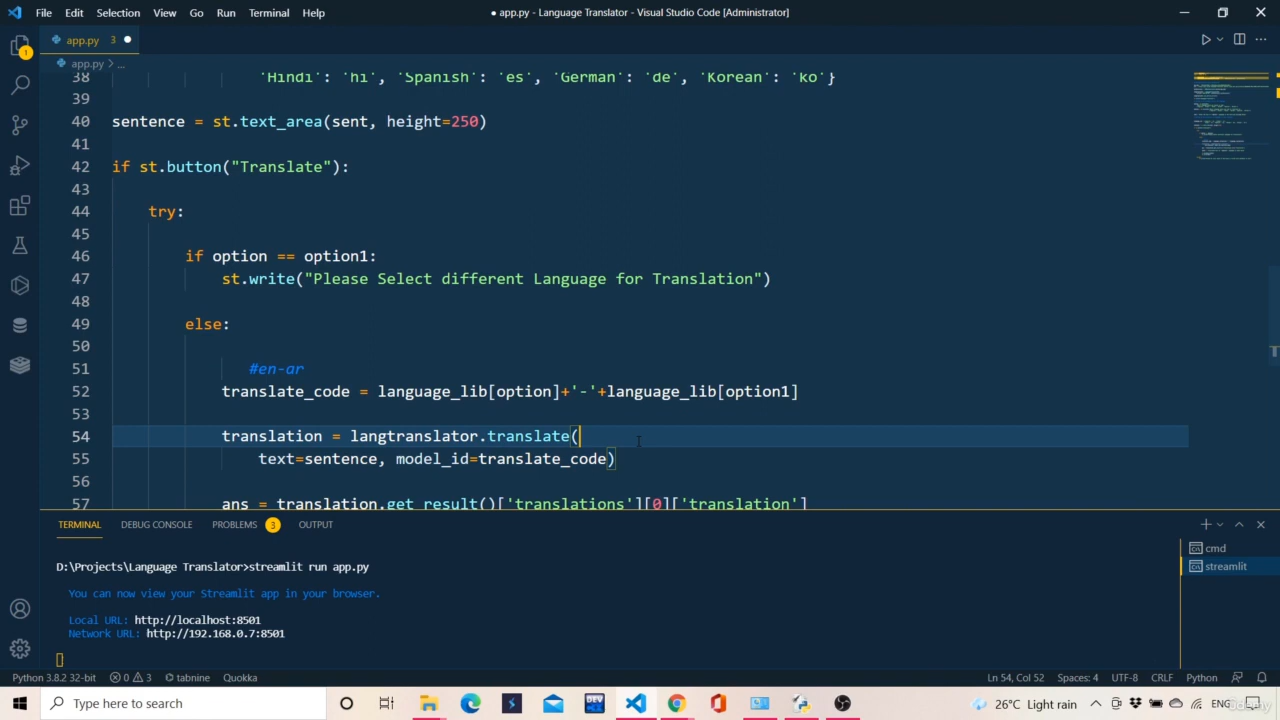 File Edit Selection View Go Run Terminal Help
● app.py - Language Translator - Visual Studio Code [Administrator]
app.py 3 ●
app.py > ...
1
38 'Hindi': 'hi', 'Spanish': 'es', 'German': 'de', 'Korean': 'ko'}
39
40 sentence = st.text_area(sent, height=250)
41
42 if st.button("Translate"):
43
44 try:
45
46 if option == option1:
47 st.write("Please Select different Language for Translation")
48
49 else:
50
51 #en-ar
52 translate_code = language_lib[option]+'-'+language_lib[option1]
53
54 translation = langtranslator.translate(
55 text=sentence, model_id=translate_code)
56
57 ans = translation.get_result()['translations'][0]['translation']
TERMINAL DEBUG CONSOLE PROBLEMS 3 OUTPUT
D:\Projects\Language Translator>streamlit run app.py
You can now view your Streamlit app in your browser.
Local URL: http://localhost:8501
Network URL: http://192.168.0.7:8501
cmd
streamlit
Python 3.8.2 32-bit 0 3 tabnine Quokka Ln 54, Col 52 Spaces: 4 UTF-8 CRLF Python
Type here to search DEV 26°C Light rain ENG
Udemy